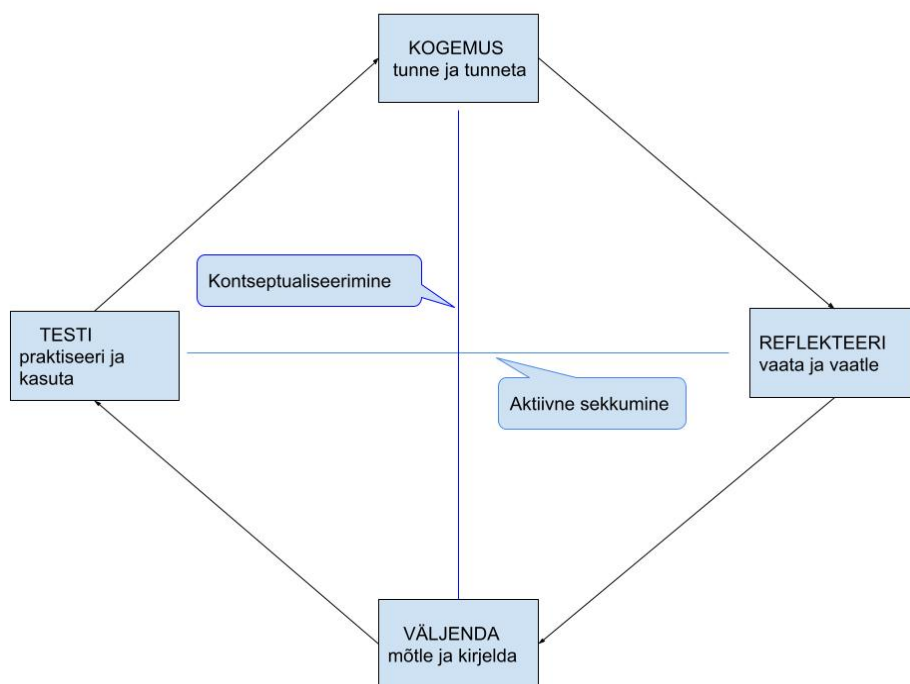 KOGEMUS
tunne ja tunneta
Kontseptualiseerimine
TESTI
praktiseeri ja
kasuta
REFLEKTEERI
vaata ja vaatle
Aktiivne sekkumine
VÄLJENDA
mõtle ja kirjelda